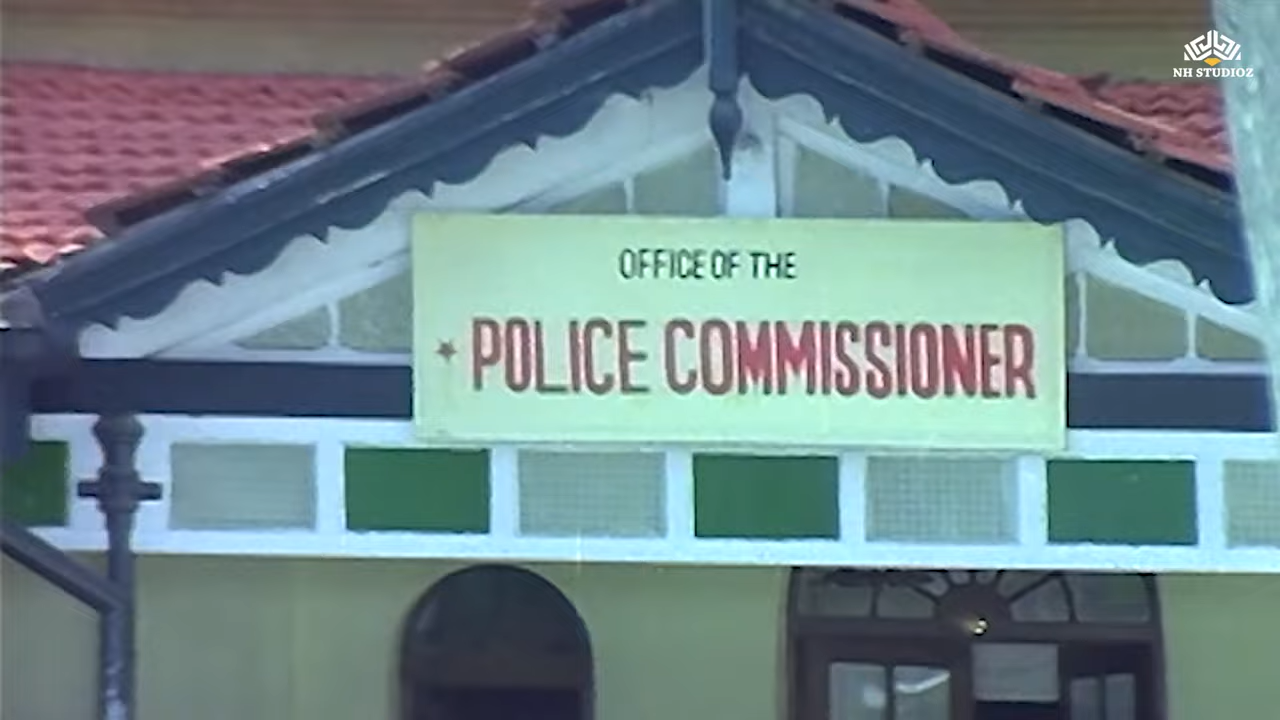 NH STUDIOZ
OFFICE OF THE
POLICE COMMISSIONER